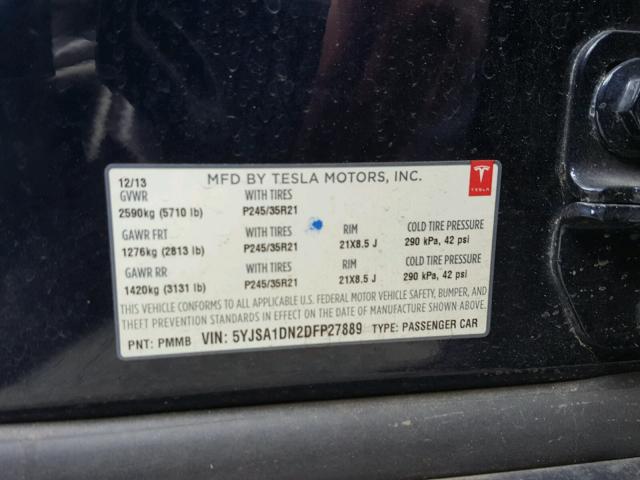 12/13 MFD BY TESLA MOTORS, INC.
GVWR WITH TIRES
2590kg (5710 lb) P245/35R21
GAWR FRT WITH TIRES RIM COLD TIRE PRESSURE
1276kg (2813 lb) P245/35R21 21X8.5 J 290 kPa, 42 psi
GAWR RR WITH TIRES RIM COLD TIRE PRESSURE
1420kg (3131 lb) P245/35R21 21X8.5 J 290 kPa, 42 psi
THIS VEHICLE CONFORMS TO ALL APPLICABLE U.S. FEDERAL MOTOR VEHICLE SAFETY, BUMPER, AND
THEFT PREVENTION STANDARDS IN EFFECT ON THE DATE OF MANUFACTURE SHOWN ABOVE.
PNT: PMMB VIN: 5YJSA1DN2DFP27889 TYPE: PASSENGER CAR
TESLA